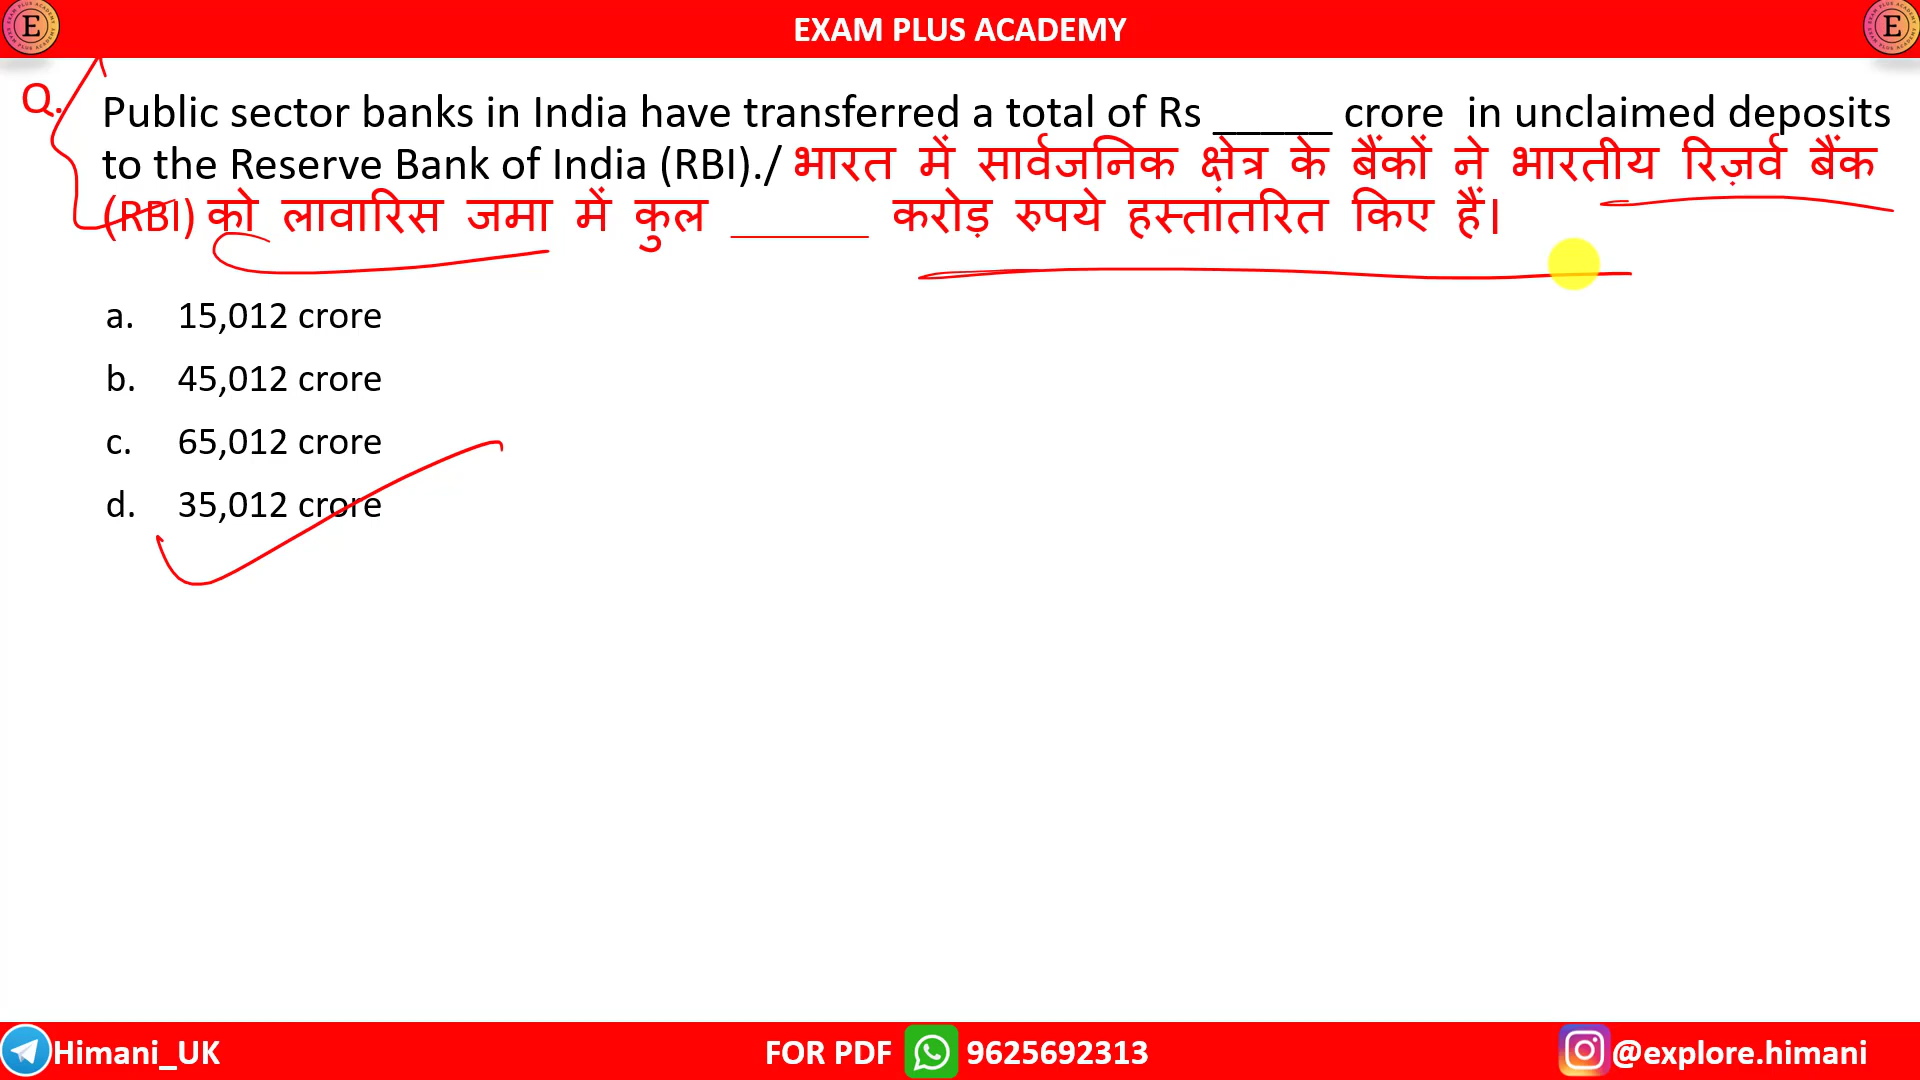 EXAM PLUS ACADEMY
E
E
Q. Public sector banks in India have transferred a total of Rs _____ crore in unclaimed deposits
to the Reserve Bank of India (RBI)./ भारत में सार्वजनिक क्षेत्र के बैंकों ने भारतीय रिज़र्व बैंक
(RBI) को लावारिस जमा में कुल ______ करोड़ रुपये हस्तांतरित किए हैं।
a. 15,012 crore
b. 45,012 crore
c. 65,012 crore
d. 35,012 crore
Himani_UK
FOR PDF 9625692313
@explore.himani